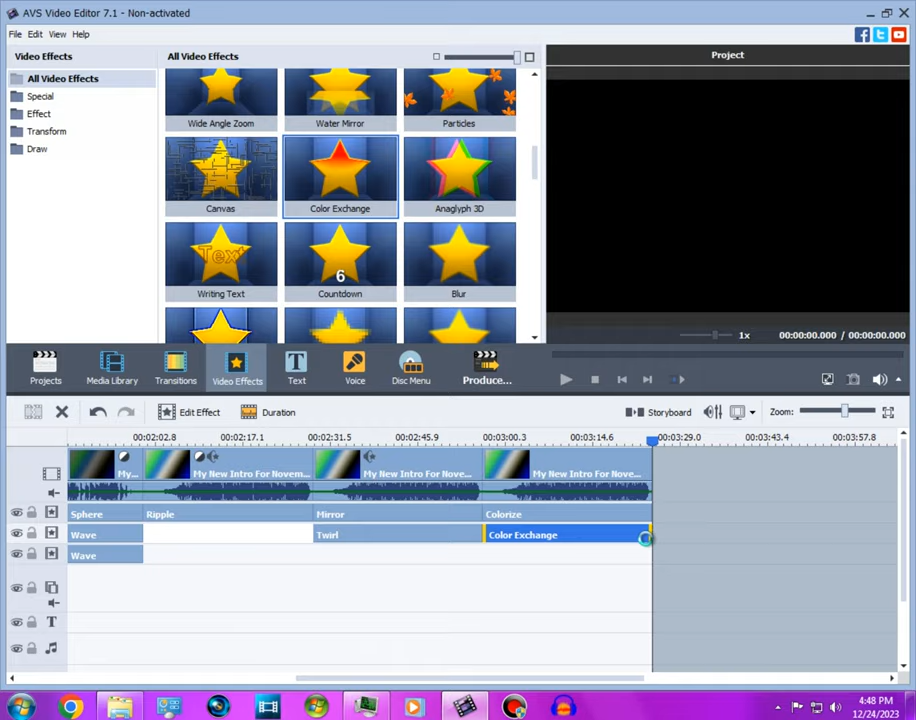 AVS Video Editor 7.1 - Non-activated
File Edit View Help
Video Effects
All Video Effects
Special
Effect
Transform
Draw
All Video Effects
Wide Angle Zoom Water Mirror Particles
Canvas Color Exchange Anaglyph 3D
Text 6
Writing Text Countdown Blur
Project
1x 00:00:00.000 / 00:00:00.000
Projects Media Library Transitions Video Effects Text Voice Disc Menu Produce...
Edit Effect Duration Storyboard Zoom:
00:02:02.8 00:02:17.1 00:02:31.5 00:02:45.9 00:03:00.3 00:03:14.6 00:03:29.0 00:03:43.4 00:03:57.8
My... My New Intro For Novem... My New Intro For Nove... My New Intro For Nove...
Sphere Ripple Mirror Colorize
Wave Twirl Color Exchange
Wave
T
4:48 PM
12/24/2023